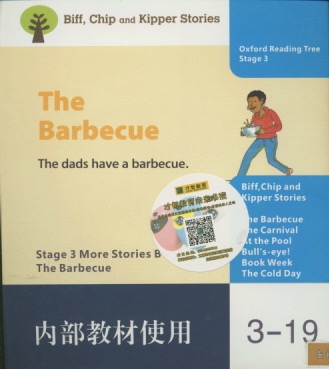 Biff, Chip and Kipper Stories
Oxford Reading Tree
Stage 3
The
Barbecue
The dads have a barbecue.
Biff, Chip and
Kipper Stories
The Barbecue
The Carnival
At the Pool
Bull's-eye!
Book Week
The Cold Day
Stage 3 More Stories B
The Barbecue
内部教材使用
3-19